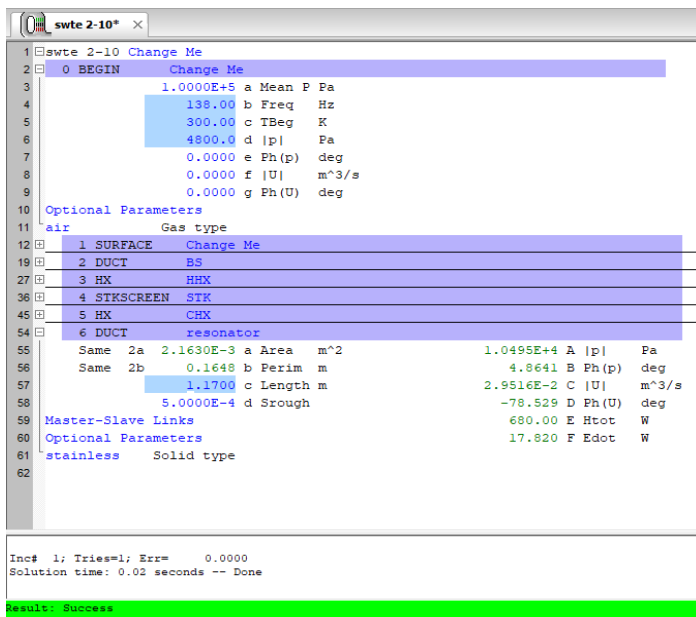 swte 2-10* ×
1 swte 2-10 Change Me
2 0 BEGIN Change Me
3 1.0000E+5 a Mean P Pa
4 138.00 b Freq Hz
5 300.00 c TBeg K
6 4800.0 d |p| Pa
7 0.0000 e Ph(p) deg
8 0.0000 f |U| m^3/s
9 0.0000 g Ph(U) deg
10 Optional Parameters
11 air Gas type
12 1 SURFACE Change Me
19 2 DUCT BS
27 3 HX HHX
36 4 STKSCREEN STK
45 5 HX CHX
54 6 DUCT resonator
55 Same 2a 2.1630E-3 a Area m^2 1.0495E+4 A |p| Pa
56 Same 2b 0.1648 b Perim m 4.8641 B Ph(p) deg
57 1.1700 c Length m 2.9516E-2 C |U| m^3/s
58 5.0000E-4 d Srough -78.529 D Ph(U) deg
59 Master-Slave Links 680.00 E Htot W
60 Optional Parameters 17.820 F Edot W
61 stainless Solid type
62
Inc# 1; Tries=1; Err= 0.0000
Solution time: 0.02 seconds -- Done
Result: Success